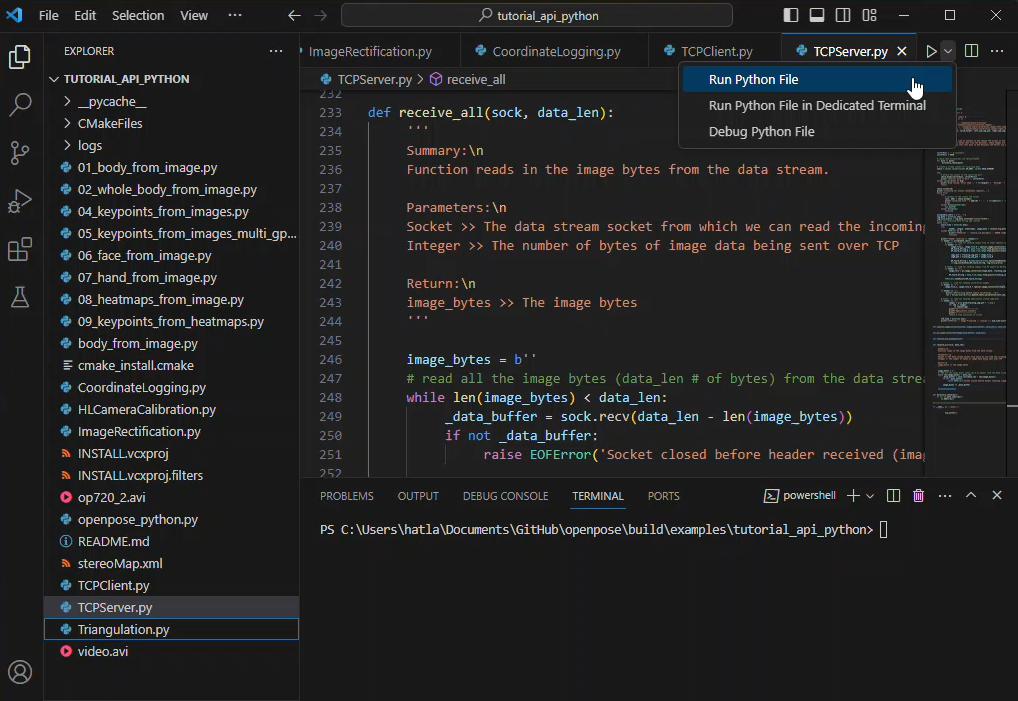 File Edit Selection View ··· tutorial_api_python
EXPLORER ···
TUTORIAL_API_PYTHON
__pycache__
CMakeFiles
logs
01_body_from_image.py
02_whole_body_from_image.py
04_keypoints_from_images.py
05_keypoints_from_images_multi_gp...
06_face_from_image.py
07_hand_from_image.py
08_heatmaps_from_image.py
09_keypoints_from_heatmaps.py
body_from_image.py
cmake_install.cmake
CoordinateLogging.py
HLCameraCalibration.py
ImageRectification.py
INSTALL.vcxproj
INSTALL.vcxproj.filters
op720_2.avi
openpose_python.py
README.md
stereoMap.xml
TCPClient.py
TCPServer.py
Triangulation.py
video.avi
ImageRectification.py CoordinateLogging.py TCPClient.py TCPServer.py
TCPServer.py > receive_all
Run Python File
Run Python File in Dedicated Terminal
Debug Python File
232
233 def receive_all(sock, data_len):
234 '''
235 Summary:\n
236 Function reads in the image bytes from the data stream.
237
238 Parameters:\n
239 Socket >> The data stream socket from which we can read the incoming
240 Integer >> The number of bytes of image data being sent over TCP
241
242 Return:\n
243 image_bytes >> The image bytes
244 '''
245
246 image_bytes = b''
247 # read all the image bytes (data_len # of bytes) from the data strea
248 while len(image_bytes) < data_len:
249 _data_buffer = sock.recv(data_len - len(image_bytes))
250 if not _data_buffer:
251 raise EOFError('Socket closed before header received (imag
252
PROBLEMS OUTPUT DEBUG CONSOLE TERMINAL PORTS powershell
PS C:\Users\hatla\Documents\GitHub\openpose\build\examples\tutorial_api_python>